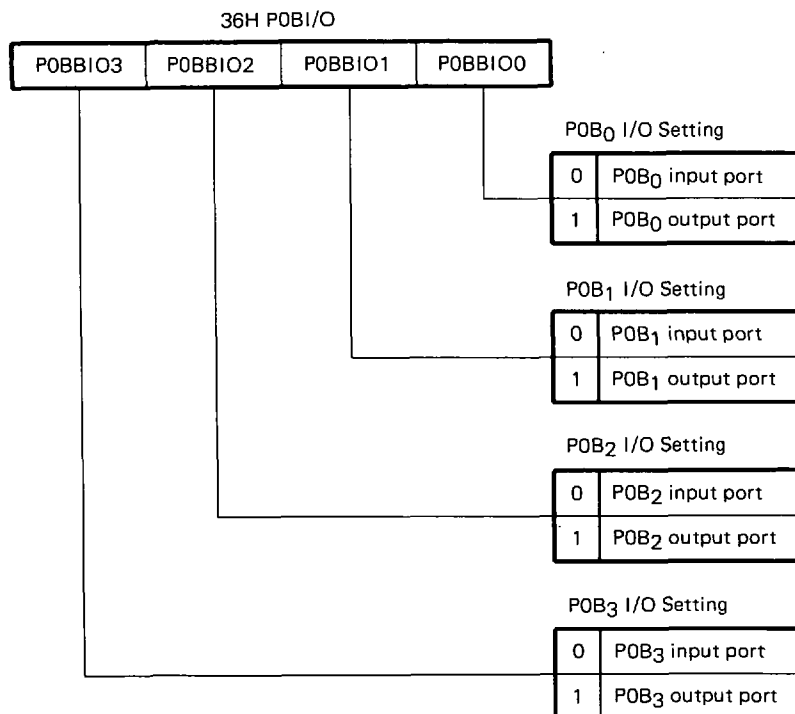 36H P0BI/O
P0BBIO3 P0BBIO2 P0BBIO1 P0BBIO0
P0B0 I/O Setting
0 P0B0 input port
1 P0B0 output port
P0B1 I/O Setting
0 P0B1 input port
1 P0B1 output port
P0B2 I/O Setting
0 P0B2 input port
1 P0B2 output port
P0B3 I/O Setting
0 P0B3 input port
1 P0B3 output port